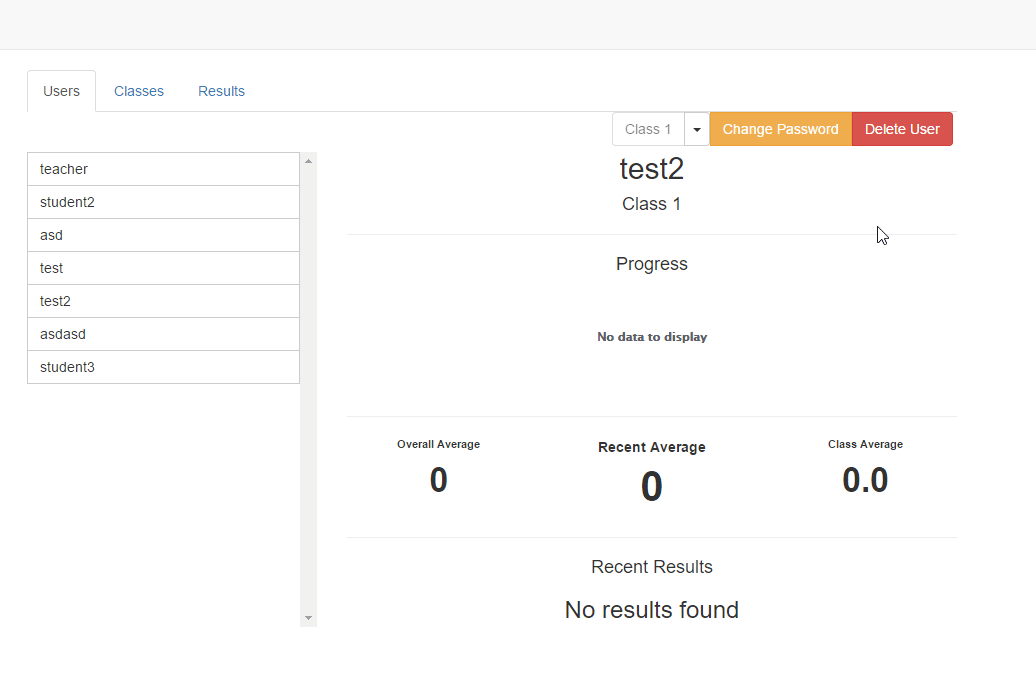 Users Classes Results
Class 1 Change Password Delete User
teacher
student2
asd
test
test2
asdasd
student3
test2
Class 1
Progress
No data to display
Overall Average Recent Average Class Average
0 0 0.0
Recent Results
No results found